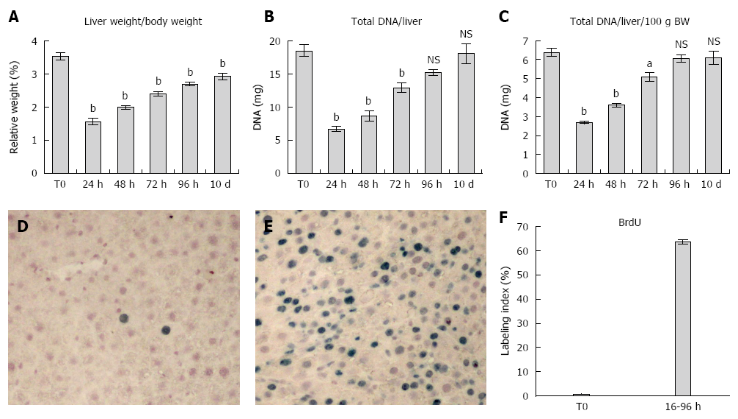 A
Liver weight/body weight
Relative weight (%)
4
3
2
1
0
b
b
b
b
b
T0
24 h
48 h
72 h
96 h
10 d
B
Total DNA/liver
DNA (mg)
20
15
10
5
0
b
b
b
NS
NS
T0
24 h
48 h
72 h
96 h
10 d
C
Total DNA/liver/100 g BW
DNA (mg)
7
6
5
4
3
2
1
0
b
b
a
NS
NS
T0
24 h
48 h
72 h
96 h
10 d
D
E
F
BrdU
Labeling index (%)
70
60
50
40
30
20
10
0
T0
16-96 h